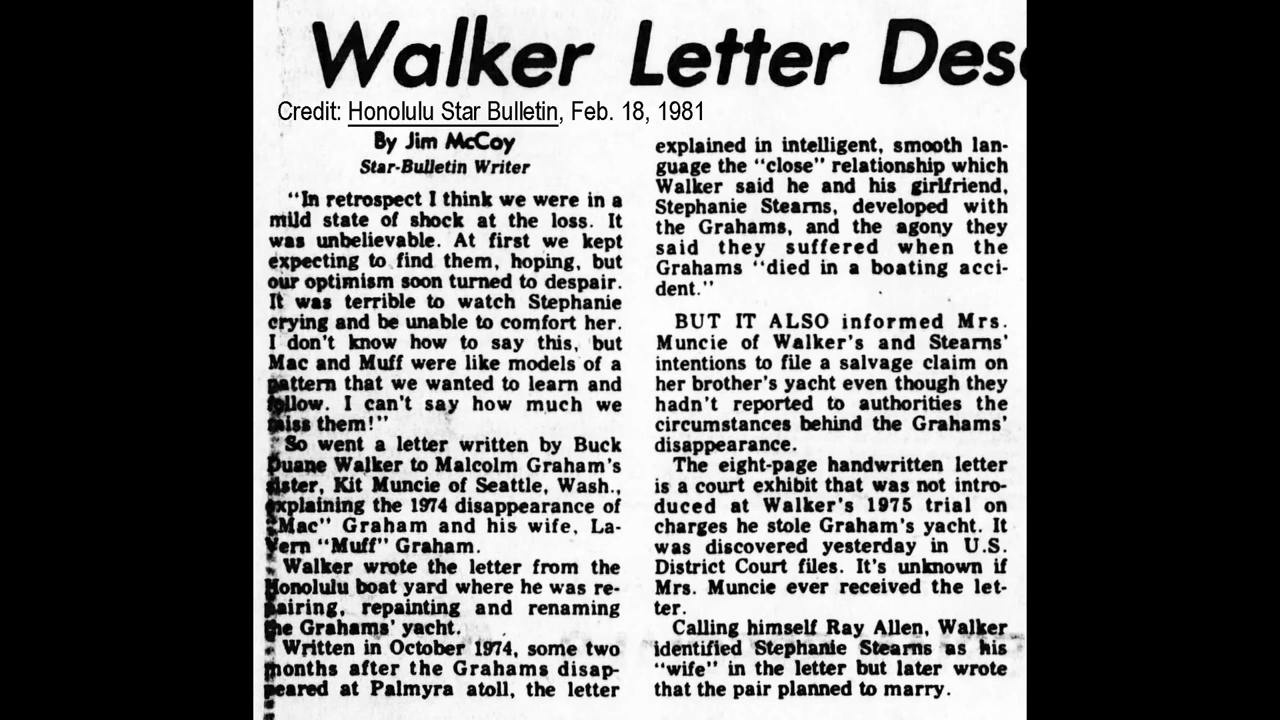 Walker Letter Des
Credit: Honolulu Star Bulletin, Feb. 18, 1981
By Jim McCoy
Star-Bulletin Writer
"In retrospect I think we were in a
mild state of shock at the loss. It
was unbelievable. At first we kept
expecting to find them, hoping, but
our optimism soon turned to despair.
It was terrible to watch Stephanie
crying and be unable to comfort her.
I don't know how to say this, but
Mac and Muff were like models of a
pattern that we wanted to learn and
follow. I can't say how much we
miss them!"
So went a letter written by Buck
Duane Walker to Malcolm Graham's
sister, Kit Muncie of Seattle, Wash.,
explaining the 1974 disappearance of
"Mac" Graham and his wife, La-
Vern "Muff" Graham.
Walker wrote the letter from the
Honolulu boat yard where he was re-
pairing, repainting and renaming
the Grahams' yacht.
Written in October 1974, some two
months after the Grahams disap-
peared at Palmyra atoll, the letter
explained in intelligent, smooth lan-
guage the "close" relationship which
Walker said he and his girlfriend,
Stephanie Stearns, developed with
the Grahams, and the agony they
said they suffered when the
Grahams "died in a boating acci-
dent."
BUT IT ALSO informed Mrs.
Muncie of Walker's and Stearns'
intentions to file a salvage claim on
her brother's yacht even though they
hadn't reported to authorities the
circumstances behind the Grahams'
disappearance.
The eight-page handwritten letter
is a court exhibit that was not intro-
duced at Walker's 1975 trial on
charges he stole Graham's yacht. It
was discovered yesterday in U.S.
District Court files. It's unknown if
Mrs. Muncie ever received the let-
ter.
Calling himself Ray Allen, Walker
identified Stephanie Stearns as his
"wife" in the letter but later wrote
that the pair planned to marry.